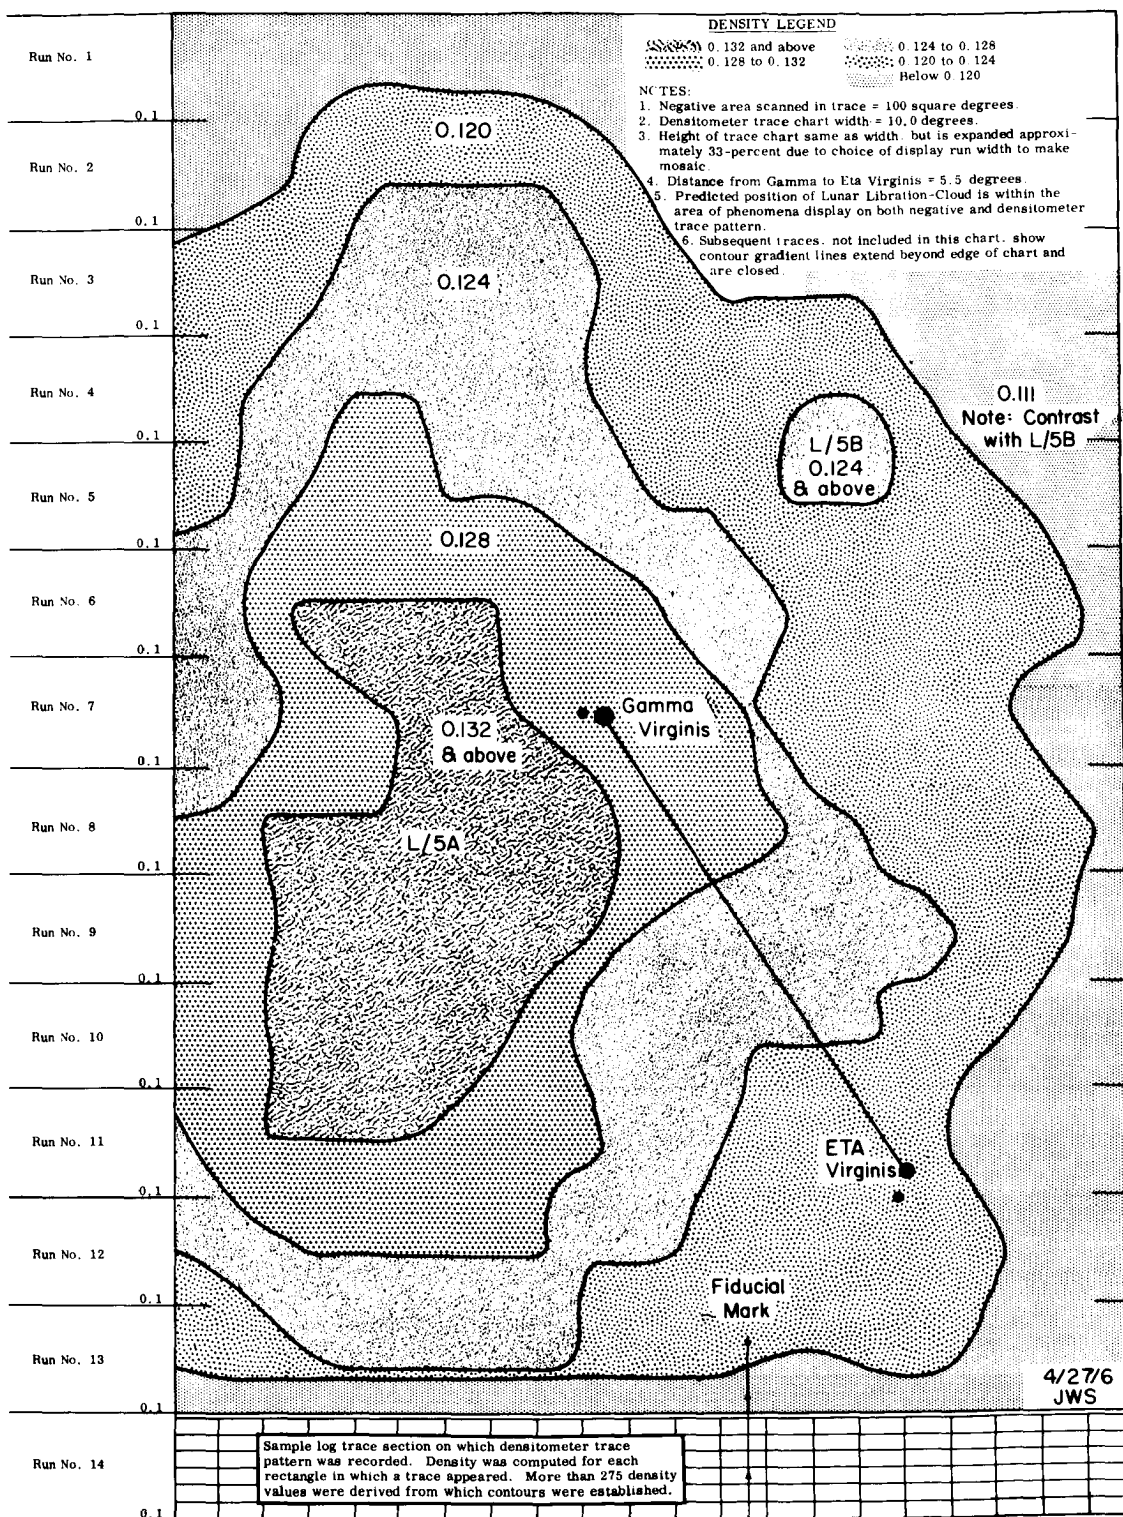 DENSITY LEGEND
0.132 and above
0.128 to 0.132
0.124 to 0.128
0.120 to 0.124
Below 0.120
NOTES:
1. Negative area scanned in trace = 100 square degrees.
2. Densitometer trace chart width = 10.0 degrees.
3. Height of trace chart same as width, but is expanded approxi-
mately 33-percent due to choice of display run width to make
mosaic.
4. Distance from Gamma to Eta Virginis = 5.5 degrees.
5. Predicted position of Lunar Libration-Cloud is within the
area of phenomena display on both negative and densitometer
trace pattern.
6. Subsequent traces, not included in this chart, show
contour gradient lines extend beyond edge of chart and
are closed.
Run No. 1
0.1
Run No. 2
0.1
Run No. 3
0.1
Run No. 4
0.1
Run No. 5
0.1
Run No. 6
0.1
Run No. 7
0.1
Run No. 8
0.1
Run No. 9
0.1
Run No. 10
0.1
Run No. 11
0.1
Run No. 12
0.1
Run No. 13
0.1
Run No. 14
0.1
0.120
0.124
0.111
Note: Contrast
with L/5B
L/5B
0.124
& above
0.128
Gamma
Virginis
0.132
& above
L/5A
ETA
Virginis
Fiducial
Mark
4/27/6
JWS
Sample log trace section on which densitometer trace
pattern was recorded. Density was computed for each
rectangle in which a trace appeared. More than 275 density
values were derived from which contours were established.